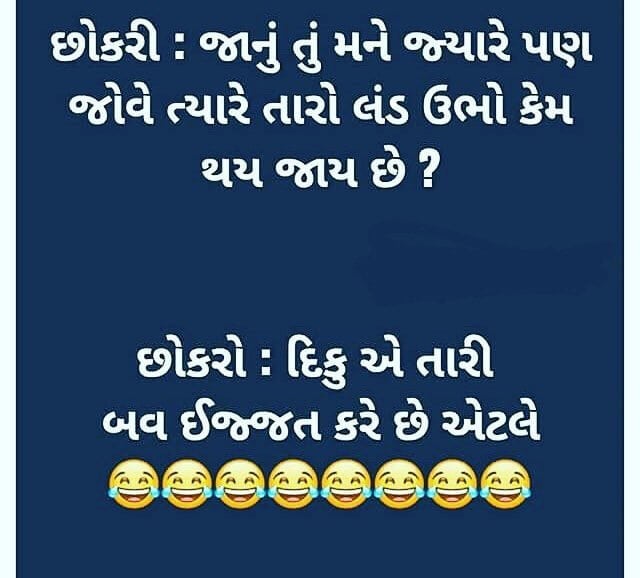 છોકરી : જાનું તું મને જ્યારે પણ
જોવે ત્યારે તારો લંડ ઉભો કેમ
થય જાય છે ?
છોકરો : દિકુ એ તારી
બવ ઈજ્જત કરે છે એટલે
😂😂😂😂😂😂😂😂